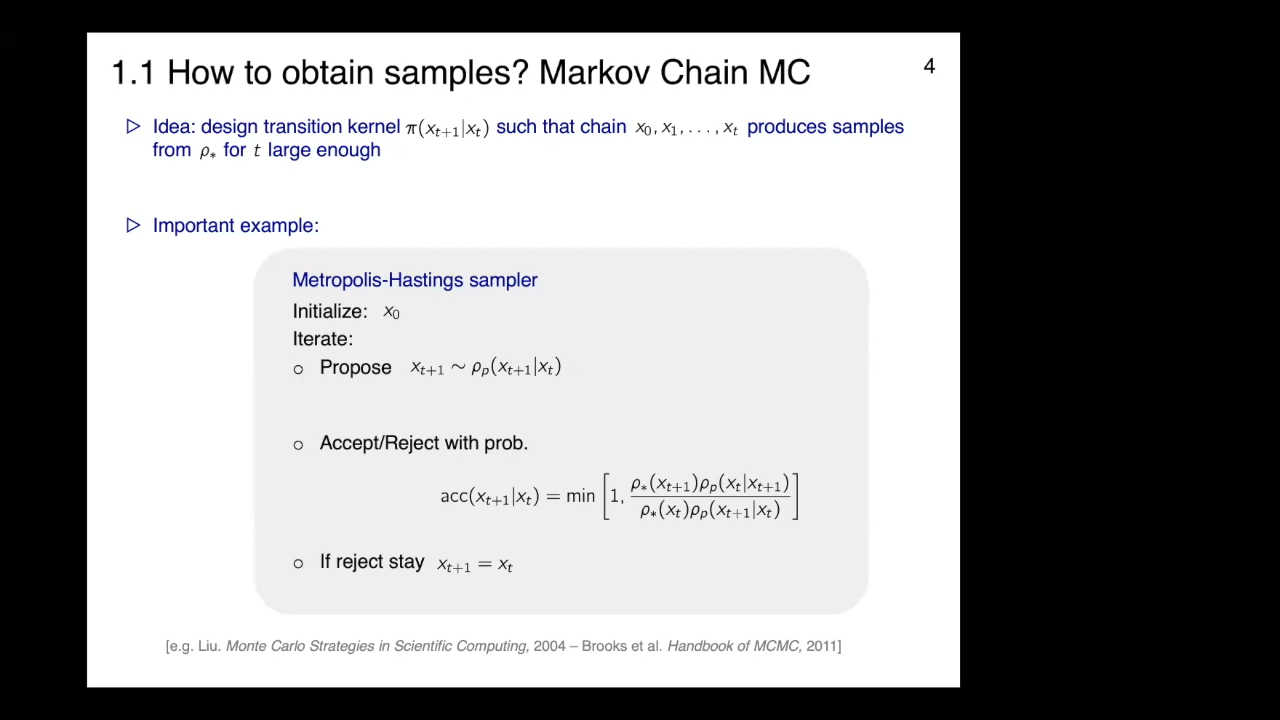 1.1 How to obtain samples? Markov Chain MC
4
▷ Idea: design transition kernel π(x_{t+1}|x_t) such that chain x_0, x_1, . . . , x_t produces samples
from ρ_* for t large enough
▷ Important example:
Metropolis-Hastings sampler
Initialize: x_0
Iterate:
○ Propose x_{t+1} ∼ ρ_p(x_{t+1}|x_t)
○ Accept/Reject with prob.
acc(x_{t+1}|x_t) = min [1, ρ_*(x_{t+1})ρ_p(x_t|x_{t+1}) / ρ_*(x_t)ρ_p(x_{t+1}|x_t)]
○ If reject stay x_{t+1} = x_t
[e.g. Liu. Monte Carlo Strategies in Scientific Computing, 2004 – Brooks et al. Handbook of MCMC, 2011]